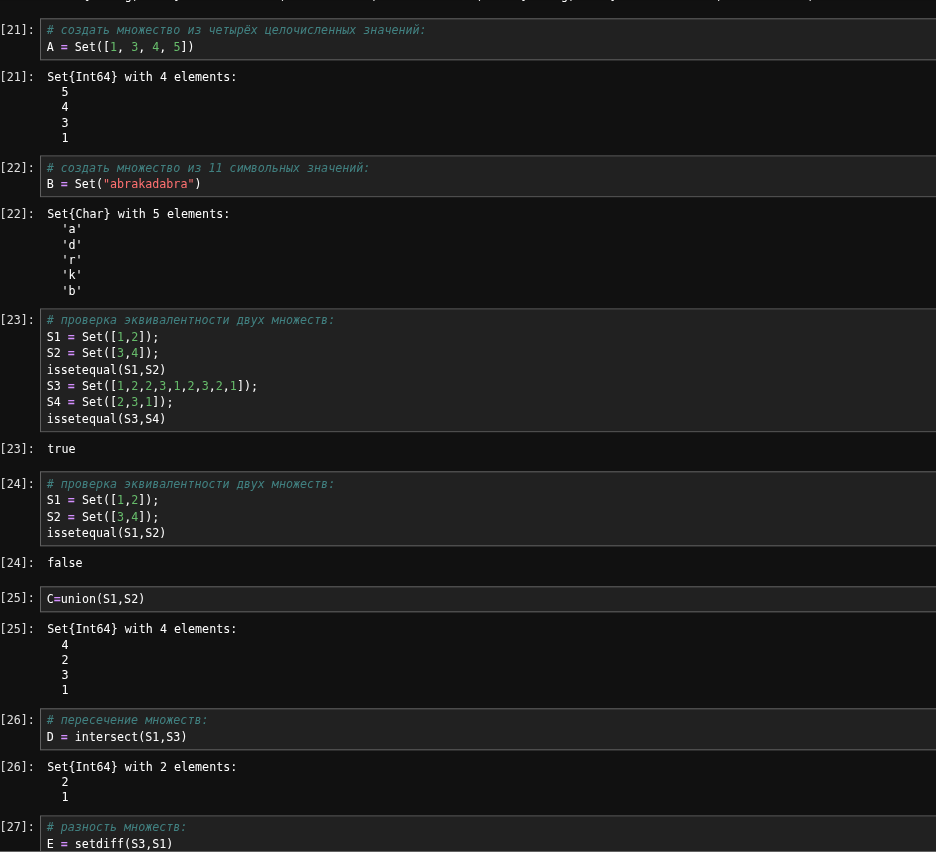 [21]: # создать множество из четырёх целочисленных значений:
A = Set([1, 3, 4, 5])
[21]: Set{Int64} with 4 elements:
5
4
3
1
[22]: # создать множество из 11 символьных значений:
B = Set("abrakadabra")
[22]: Set{Char} with 5 elements:
'a'
'd'
'r'
'k'
'b'
[23]: # проверка эквивалентности двух множеств:
S1 = Set([1,2]);
S2 = Set([3,4]);
issetequal(S1,S2)
S3 = Set([1,2,2,3,1,2,3,2,1]);
S4 = Set([2,3,1]);
issetequal(S3,S4)
[23]: true
[24]: # проверка эквивалентности двух множеств:
S1 = Set([1,2]);
S2 = Set([3,4]);
issetequal(S1,S2)
[24]: false
[25]: C=union(S1,S2)
[25]: Set{Int64} with 4 elements:
4
2
3
1
[26]: # пересечение множеств:
D = intersect(S1,S3)
[26]: Set{Int64} with 2 elements:
2
1
[27]: # разность множеств:
E = setdiff(S3,S1)